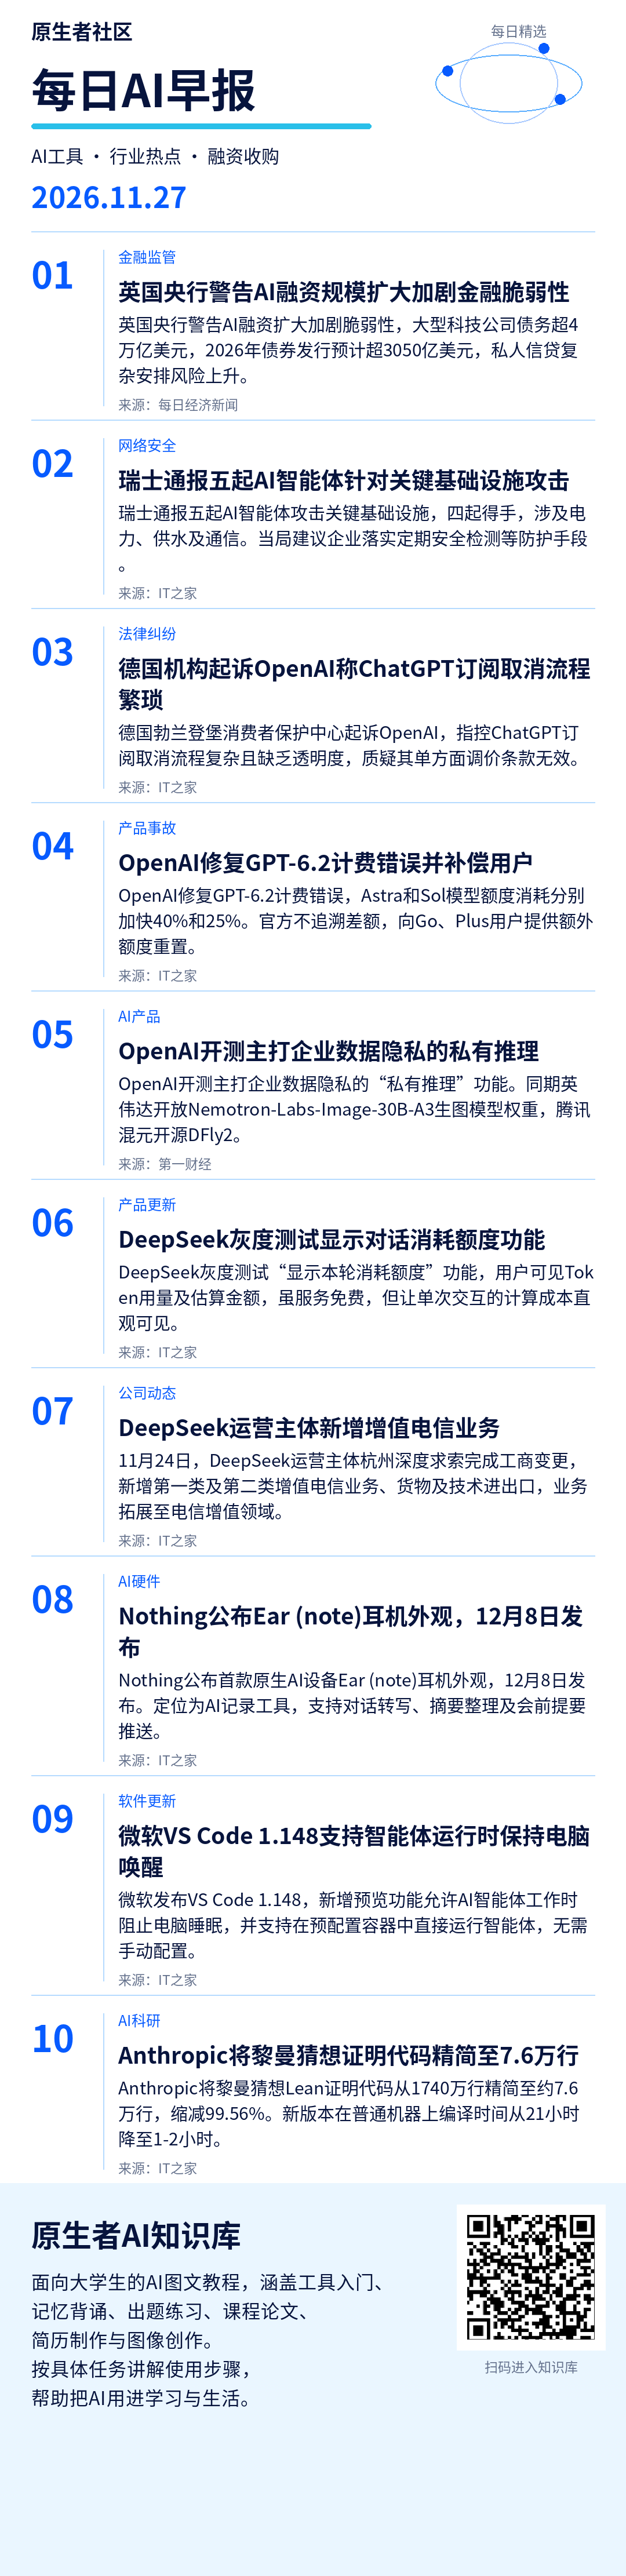 原生者社区
每日精选
每日AI早报
AI工具 · 行业热点 · 融资收购
2026.11.27
01
金融监管
英国央行警告AI融资规模扩大加剧金融脆弱性
英国央行警告AI融资扩大加剧脆弱性，大型科技公司债务超4
万亿美元，2026年债券发行预计超3050亿美元，私人信贷复
杂安排风险上升。
来源：每日经济新闻
02
网络安全
瑞士通报五起AI智能体针对关键基础设施攻击
瑞士通报五起AI智能体攻击关键基础设施，四起得手，涉及电
力、供水及通信。当局建议企业落实定期安全检测等防护手段
。
来源：IT之家
03
法律纠纷
德国机构起诉OpenAI称ChatGPT订阅取消流程
繁琐
德国勃兰登堡消费者保护中心起诉OpenAI，指控ChatGPT订
阅取消流程复杂且缺乏透明度，质疑其单方面调价条款无效。
来源：IT之家
04
产品事故
OpenAI修复GPT-6.2计费错误并补偿用户
OpenAI修复GPT-6.2计费错误，Astra和Sol模型额度消耗分别
加快40%和25%。官方不追溯差额，向Go、Plus用户提供额外
额度重置。
来源：IT之家
05
AI产品
OpenAI开测主打企业数据隐私的私有推理
OpenAI开测主打企业数据隐私的“私有推理”功能。同期英
伟达开放Nemotron-Labs-Image-30B-A3生图模型权重，腾讯
混元开源DFly2。
来源：第一财经
06
产品更新
DeepSeek灰度测试显示对话消耗额度功能
DeepSeek灰度测试“显示本轮消耗额度”功能，用户可见Tok
en用量及估算金额，虽服务免费，但让单次交互的计算成本直
观可见。
来源：IT之家
07
公司动态
DeepSeek运营主体新增增值电信业务
11月24日，DeepSeek运营主体杭州深度求索完成工商变更，
新增第一类及第二类增值电信业务、货物及技术进出口，业务
拓展至电信增值领域。
来源：IT之家
08
AI硬件
Nothing公布Ear (note)耳机外观，12月8日发
布
Nothing公布首款原生AI设备Ear (note)耳机外观，12月8日发
布。定位为AI记录工具，支持对话转写、摘要整理及会前提要
推送。
来源：IT之家
09
软件更新
微软VS Code 1.148支持智能体运行时保持电脑
唤醒
微软发布VS Code 1.148，新增预览功能允许AI智能体工作时
阻止电脑睡眠，并支持在预配置容器中直接运行智能体，无需
手动配置。
来源：IT之家
10
AI科研
Anthropic将黎曼猜想证明代码精简至7.6万行
Anthropic将黎曼猜想Lean证明代码从1740万行精简至约7.6
万行，缩减99.56%。新版本在普通机器上编译时间从21小时
降至1-2小时。
来源：IT之家
原生者AI知识库
面向大学生的AI图文教程，涵盖工具入门、
记忆背诵、出题练习、课程论文、
简历制作与图像创作。
按具体任务讲解使用步骤，
帮助把AI用进学习与生活。
扫码进入知识库